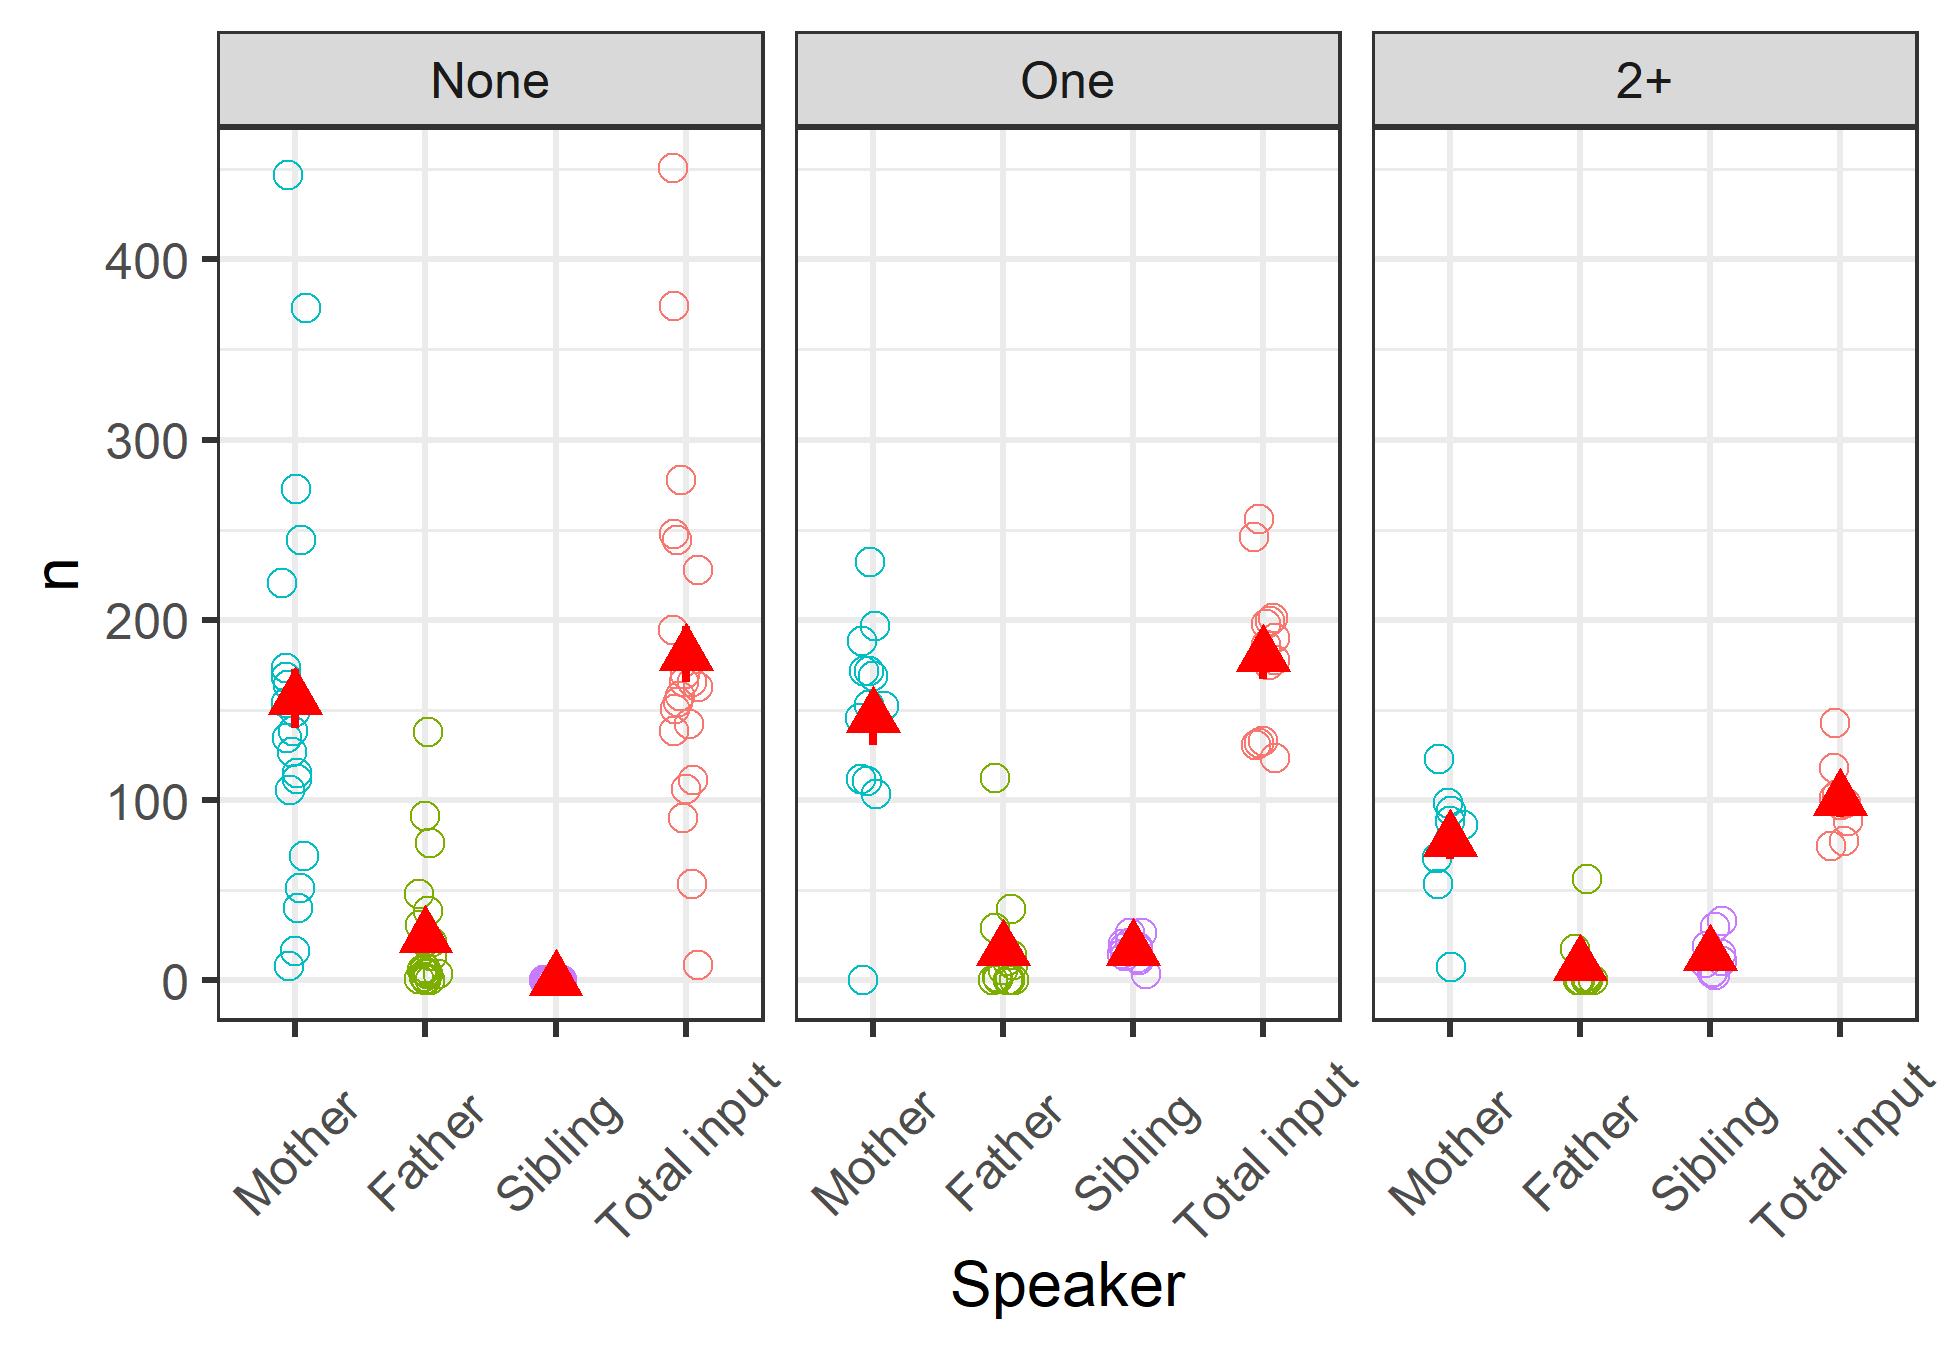 None
One
2+
n
400
300
200
100
0
Mother
Father
Sibling
Total input
Mother
Father
Sibling
Total input
Mother
Father
Sibling
Total input
Speaker